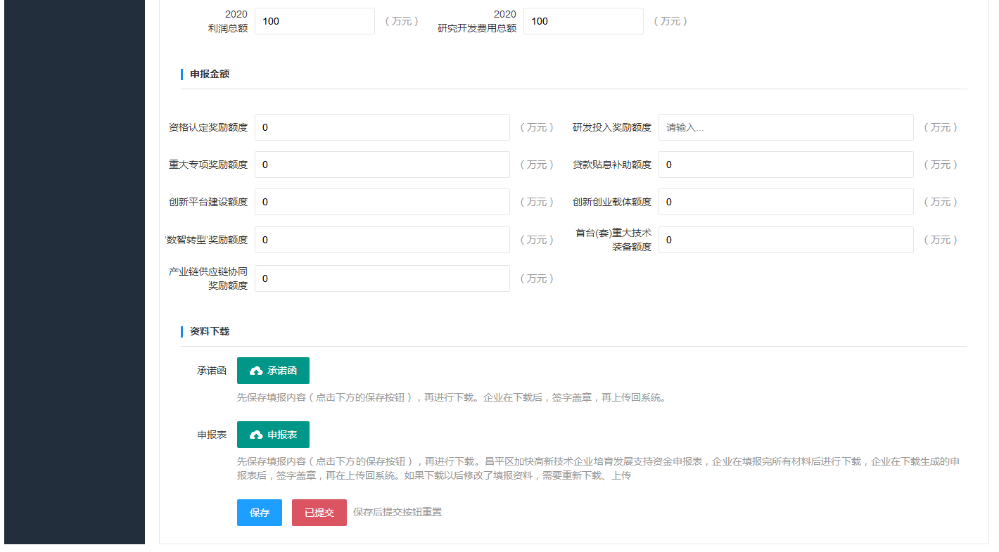 2020
利润总额
100
（万元）
2020
研究开发费用总额
100
（万元）
申报金额
资格认定奖励额度
0
（万元）
研发投入奖励额度
请输入...
（万元）
重大专项奖励额度
0
（万元）
贷款贴息补助额度
0
（万元）
创新平台建设额度
0
（万元）
创新创业载体额度
0
（万元）
‘数智转型’奖励额度
0
（万元）
首台(套)重大技术
装备额度
0
（万元）
产业链供应链协同
奖励额度
0
（万元）
资料下载
承诺函
承诺函
先保存填报内容（点击下方的保存按钮），再进行下载。企业在下载后，签字盖章，再上传回系统。
申报表
申报表
先保存填报内容（点击下方的保存按钮），再进行下载。昌平区加快高新技术企业培育发展支持资金申报表，企业在填报完所有材料后进行下载，企业在下载生成的申
报表后，签字盖章，再在上传回系统。如果下载以后修改了填报资料，需要重新下载、上传
保存
已提交
保存后提交按钮重置